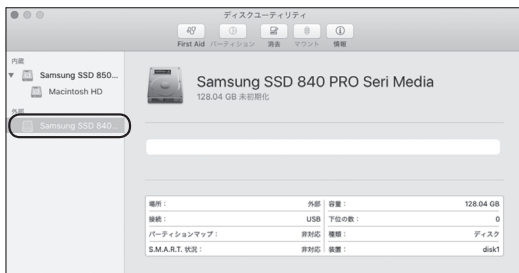 ディスクユーティリティ
First Aid パーティション 消去 マウント 情報
内蔵
Samsung SSD 850...
Macintosh HD
外部
Samsung SSD 840...
Samsung SSD 840 PRO Seri Media
128.04 GB 未初期化
場所： 外部 容量： 128.04 GB
接続： USB 下位の数： 0
パーティションマップ： 非対応 種類： ディスク
S.M.A.R.T. 状況： 非対応 装置： disk1